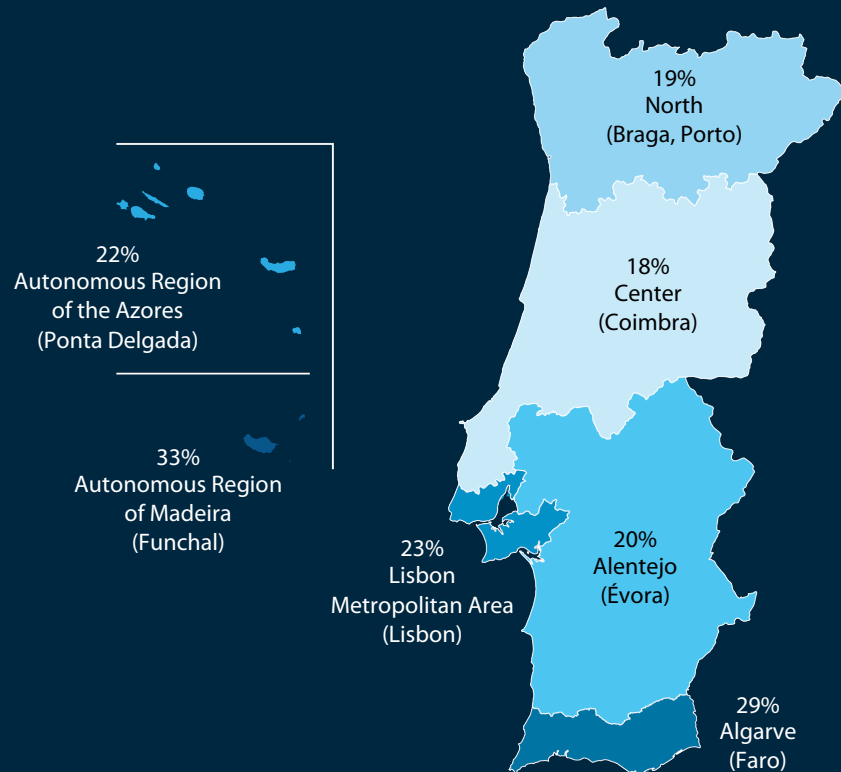 19%
North
(Braga, Porto)
22%
Autonomous Region
of the Azores
(Ponta Delgada)
18%
Center
(Coimbra)
33%
Autonomous Region
of Madeira
(Funchal)
23%
Lisbon
Metropolitan Area
(Lisbon)
20%
Alentejo
(Évora)
29%
Algarve
(Faro)